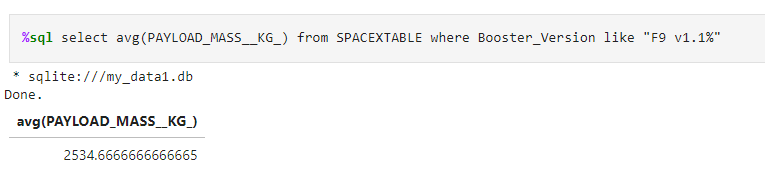 %sql select avg(PAYLOAD_MASS__KG_) from SPACEXTABLE where Booster_Version like "F9 v1.1%"
* sqlite:///my_data1.db
Done.
avg(PAYLOAD_MASS__KG_)
2534.6666666666665